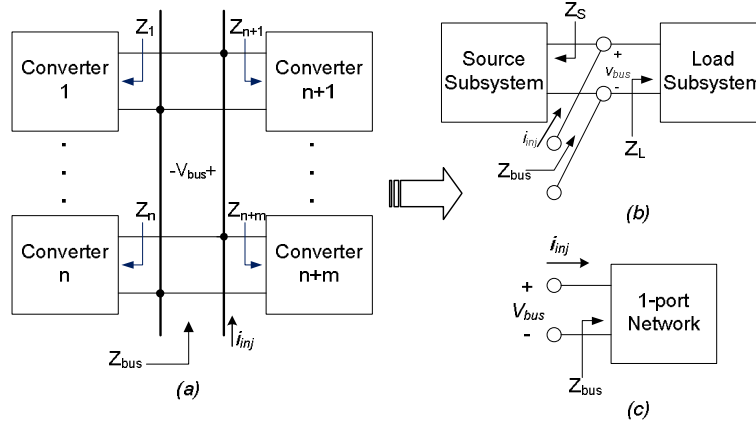 Z1
Zn+1
Converter
1
Converter
n+1
-Vbus+
Zn
Zn+m
Converter
n
Converter
n+m
Zbus
iinj
(a)
ZS
Source
Subsystem
+
vbus
-
Load
Subsystem
iinj
Zbus
ZL
(b)
iinj
+
Vbus
-
1-port
Network
Zbus
(c)